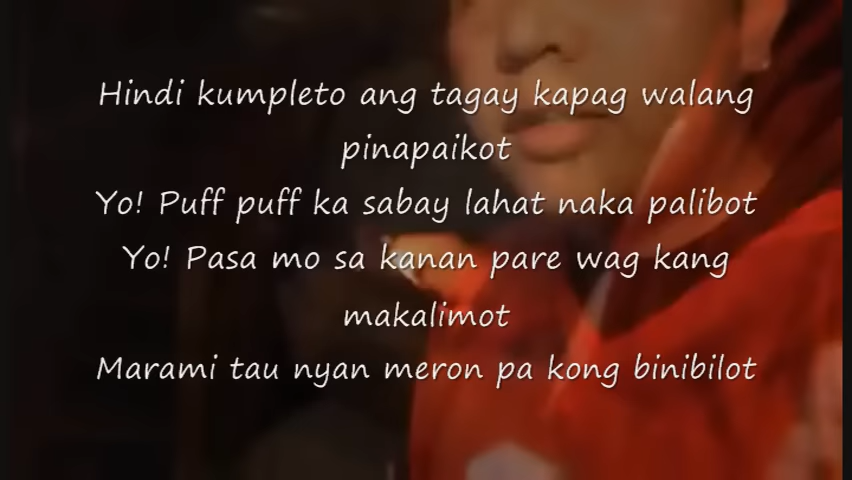 Hindi kumpleto ang tagay kapag walang
pinapaikot
Yo! Puff puff ka sabay lahat naka palibot
Yo! Pasa mo sa kanan pare wag kang
makalimot
Marami tau nyan meron pa kong binibilot